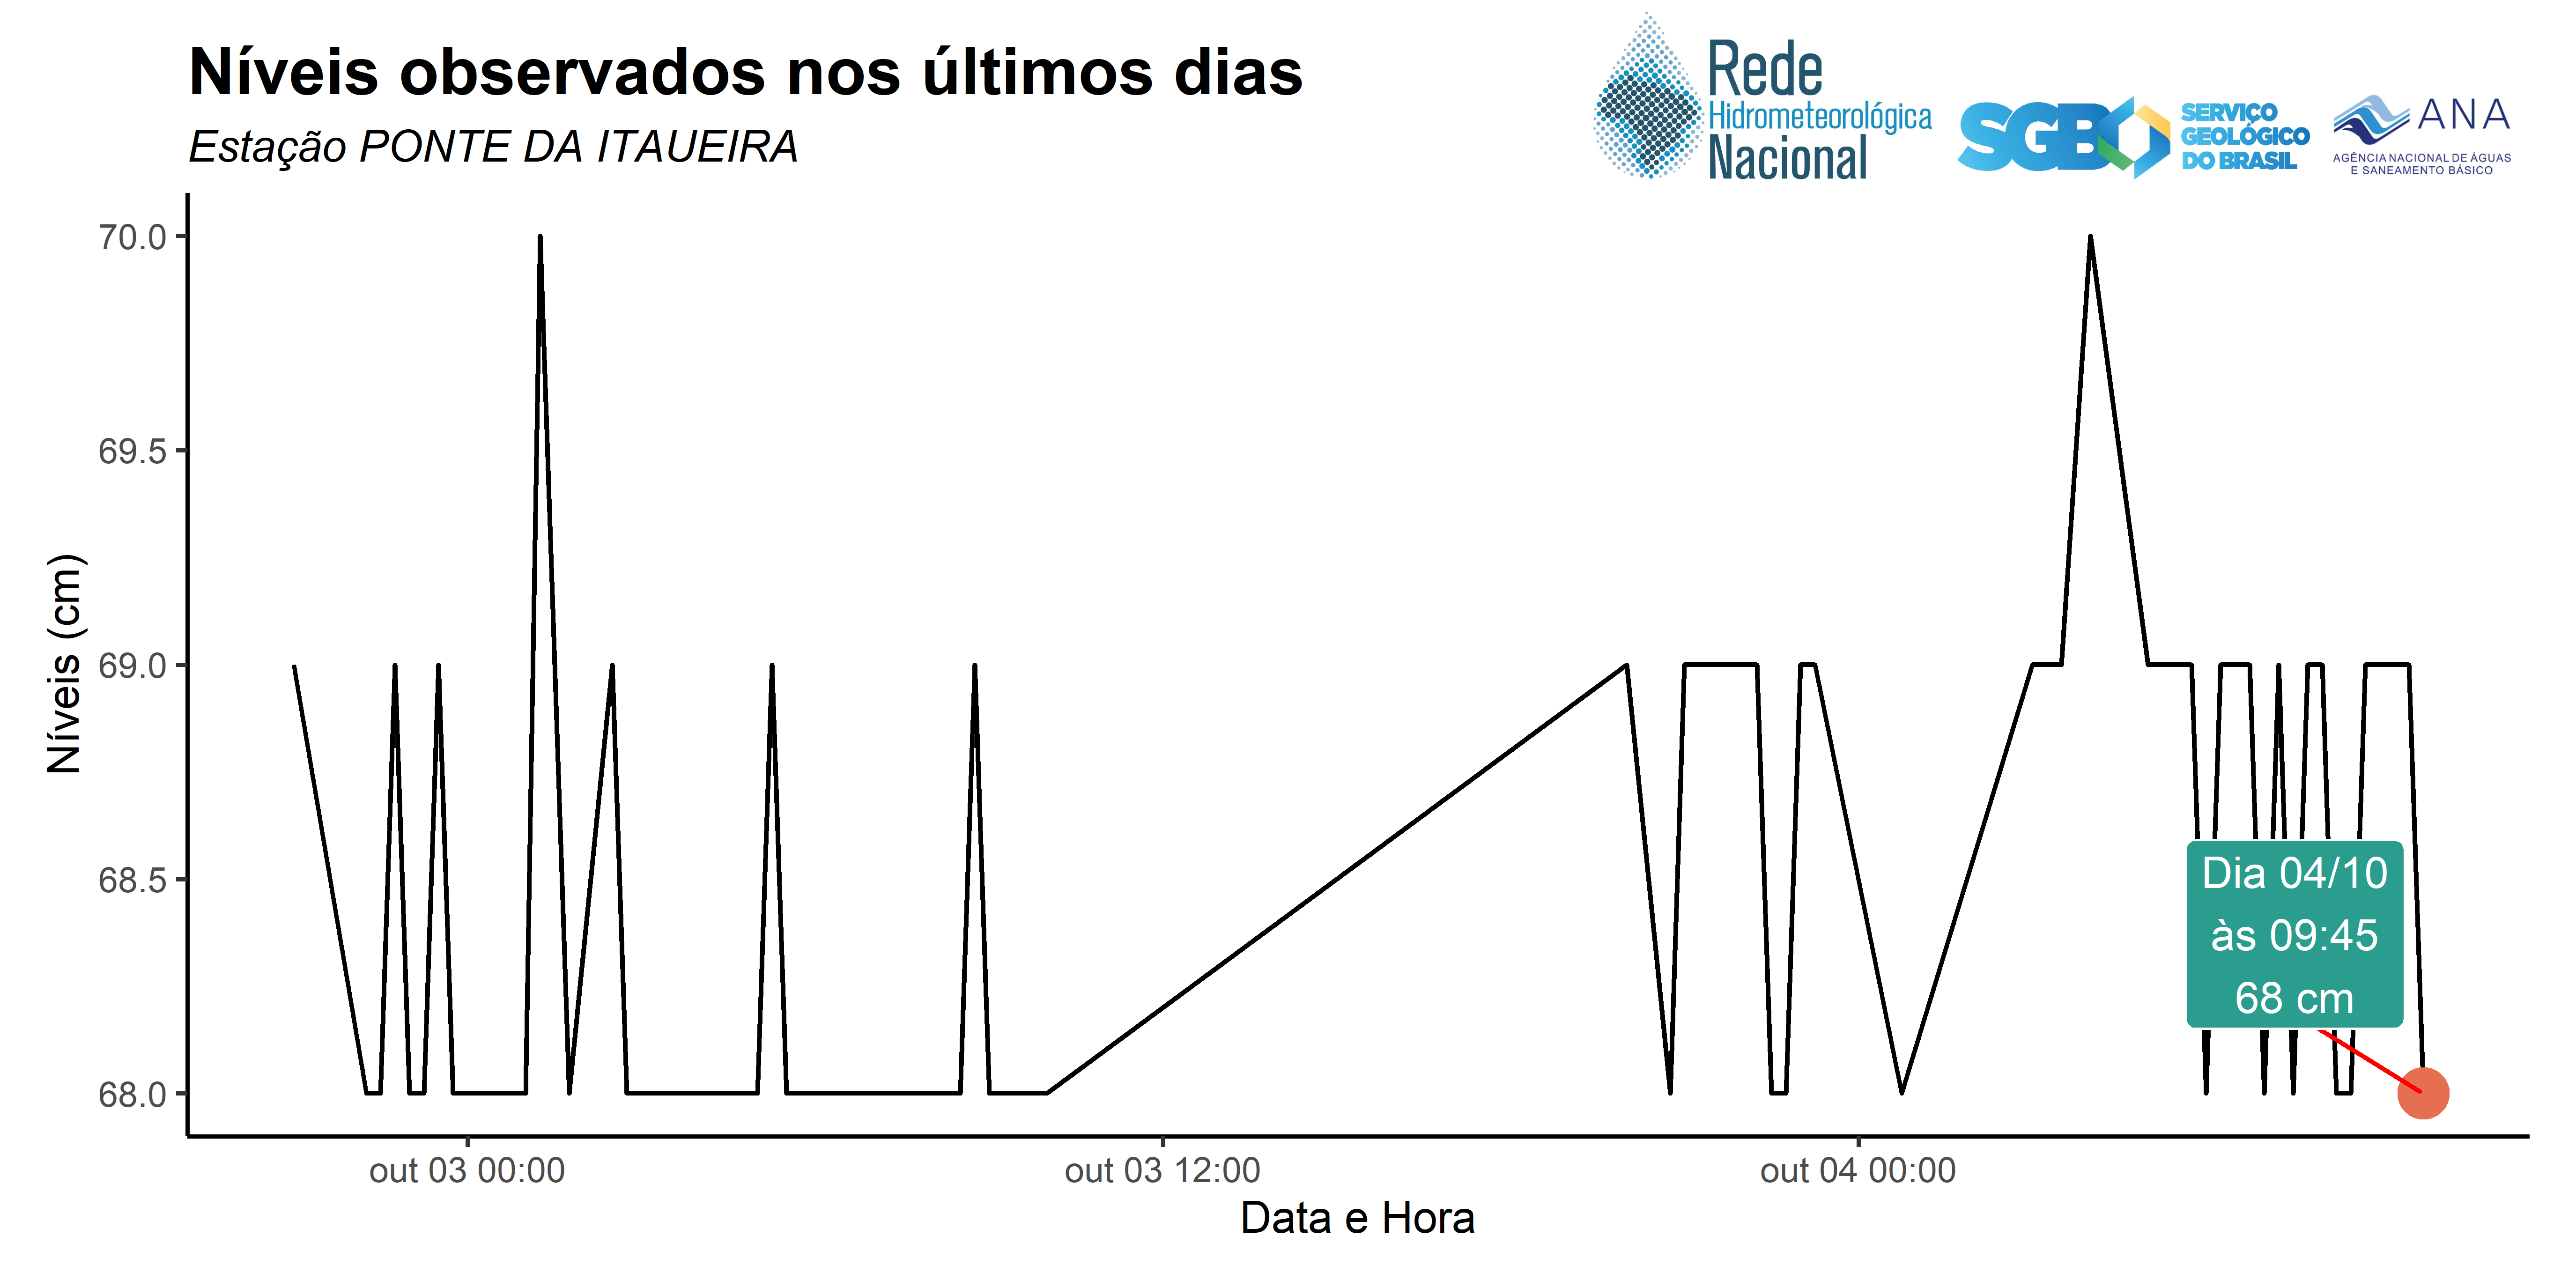 Níveis observados nos últimos dias
Estação PONTE DA ITAUEIRA
Rede
Hidrometeorológica
Nacional
SGB
SERVIÇO
GEOLÓGICO
DO BRASIL
ANA
AGÊNCIA NACIONAL DE ÁGUAS
E SANEAMENTO BÁSICO
Níveis (cm)
70.0
69.5
69.0
68.5
68.0
Dia 04/10
às 09:45
68 cm
out 03 00:00
out 03 12:00
out 04 00:00
Data e Hora